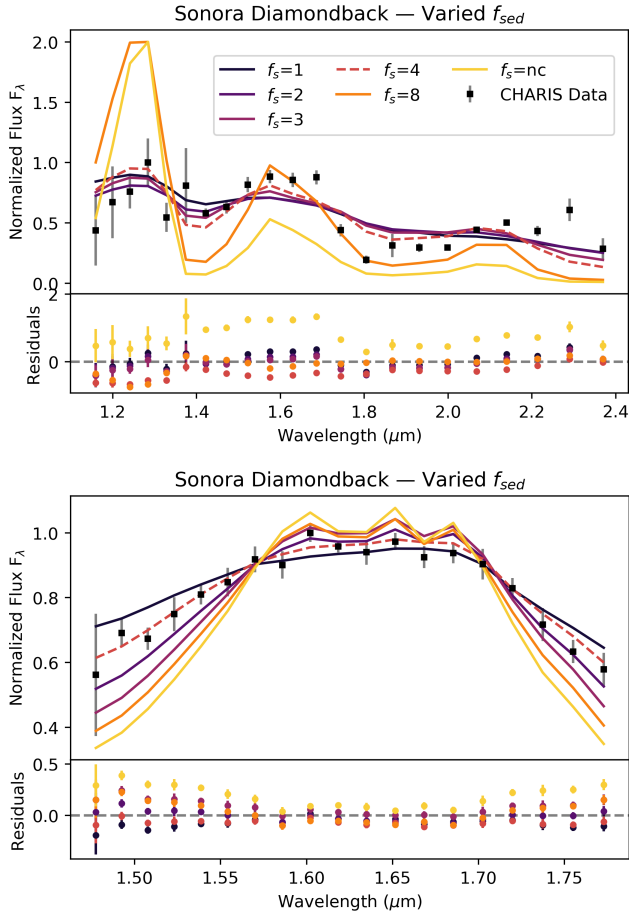 Sonora Diamondback — Varied f_sed
Normalized Flux F_λ
2.0
1.5
1.0
0.5
0.0
f_s=1
f_s=2
f_s=3
f_s=4
f_s=8
f_s=nc
CHARIS Data
Residuals
2
0
1.2
1.4
1.6
1.8
2.0
2.2
2.4
Wavelength (μm)
Sonora Diamondback — Varied f_sed
Normalized Flux F_λ
1.0
0.8
0.6
0.4
Residuals
0.5
0.0
1.50
1.55
1.60
1.65
1.70
1.75
Wavelength (μm)